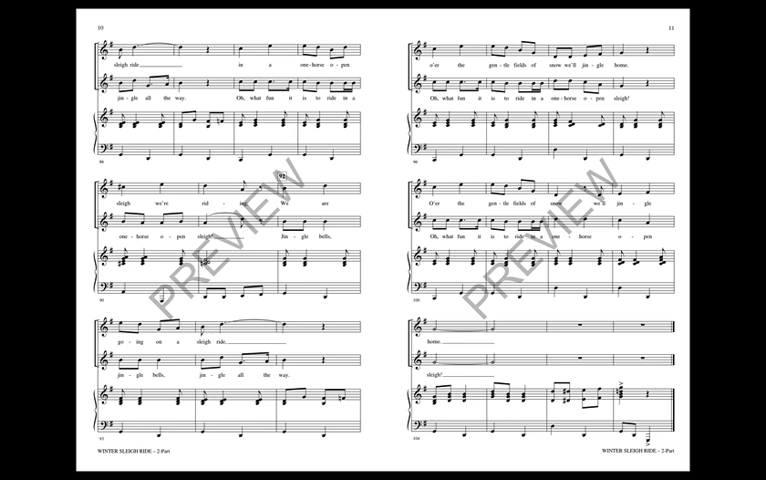 10
sleigh ride in a one-horse o - pen
jin - gle all the way. Oh, what fun it is to ride in a
86
92
sleigh we're rid - ing. We are
one - horse o - pen sleigh! Jin - gle bells,
90
go - ing on a sleigh ride,
jin - gle bells, jin - gle all the way.
93
WINTER SLEIGH RIDE – 2-Part
PREVIEW
11
o'er the gen - tle fields of snow we'll jin - gle home.
Oh, what fun it is to ride in a one - horse o - pen sleigh!
96
O'er the gen - tle fields of snow we'll jin - gle
Oh, what fun it is to ride in a one - horse o - pen
100
home.
sleigh!
104
WINTER SLEIGH RIDE – 2-Part
PREVIEW